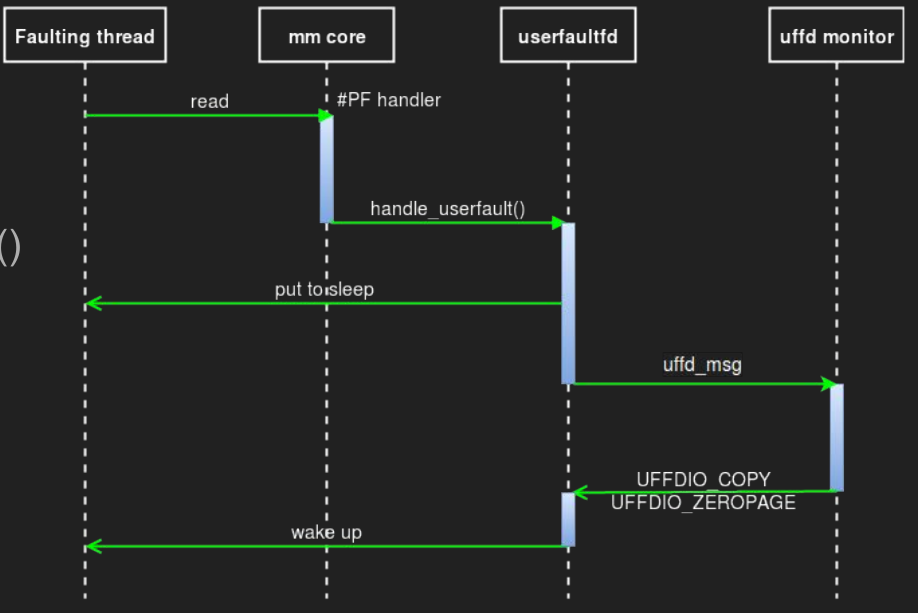 Faulting thread
mm core
userfaultfd
uffd monitor
read
#PF handler
handle_userfault()
()
put to sleep
uffd_msg
UFFDIO_COPY
UFFDIO_ZEROPAGE
wake up